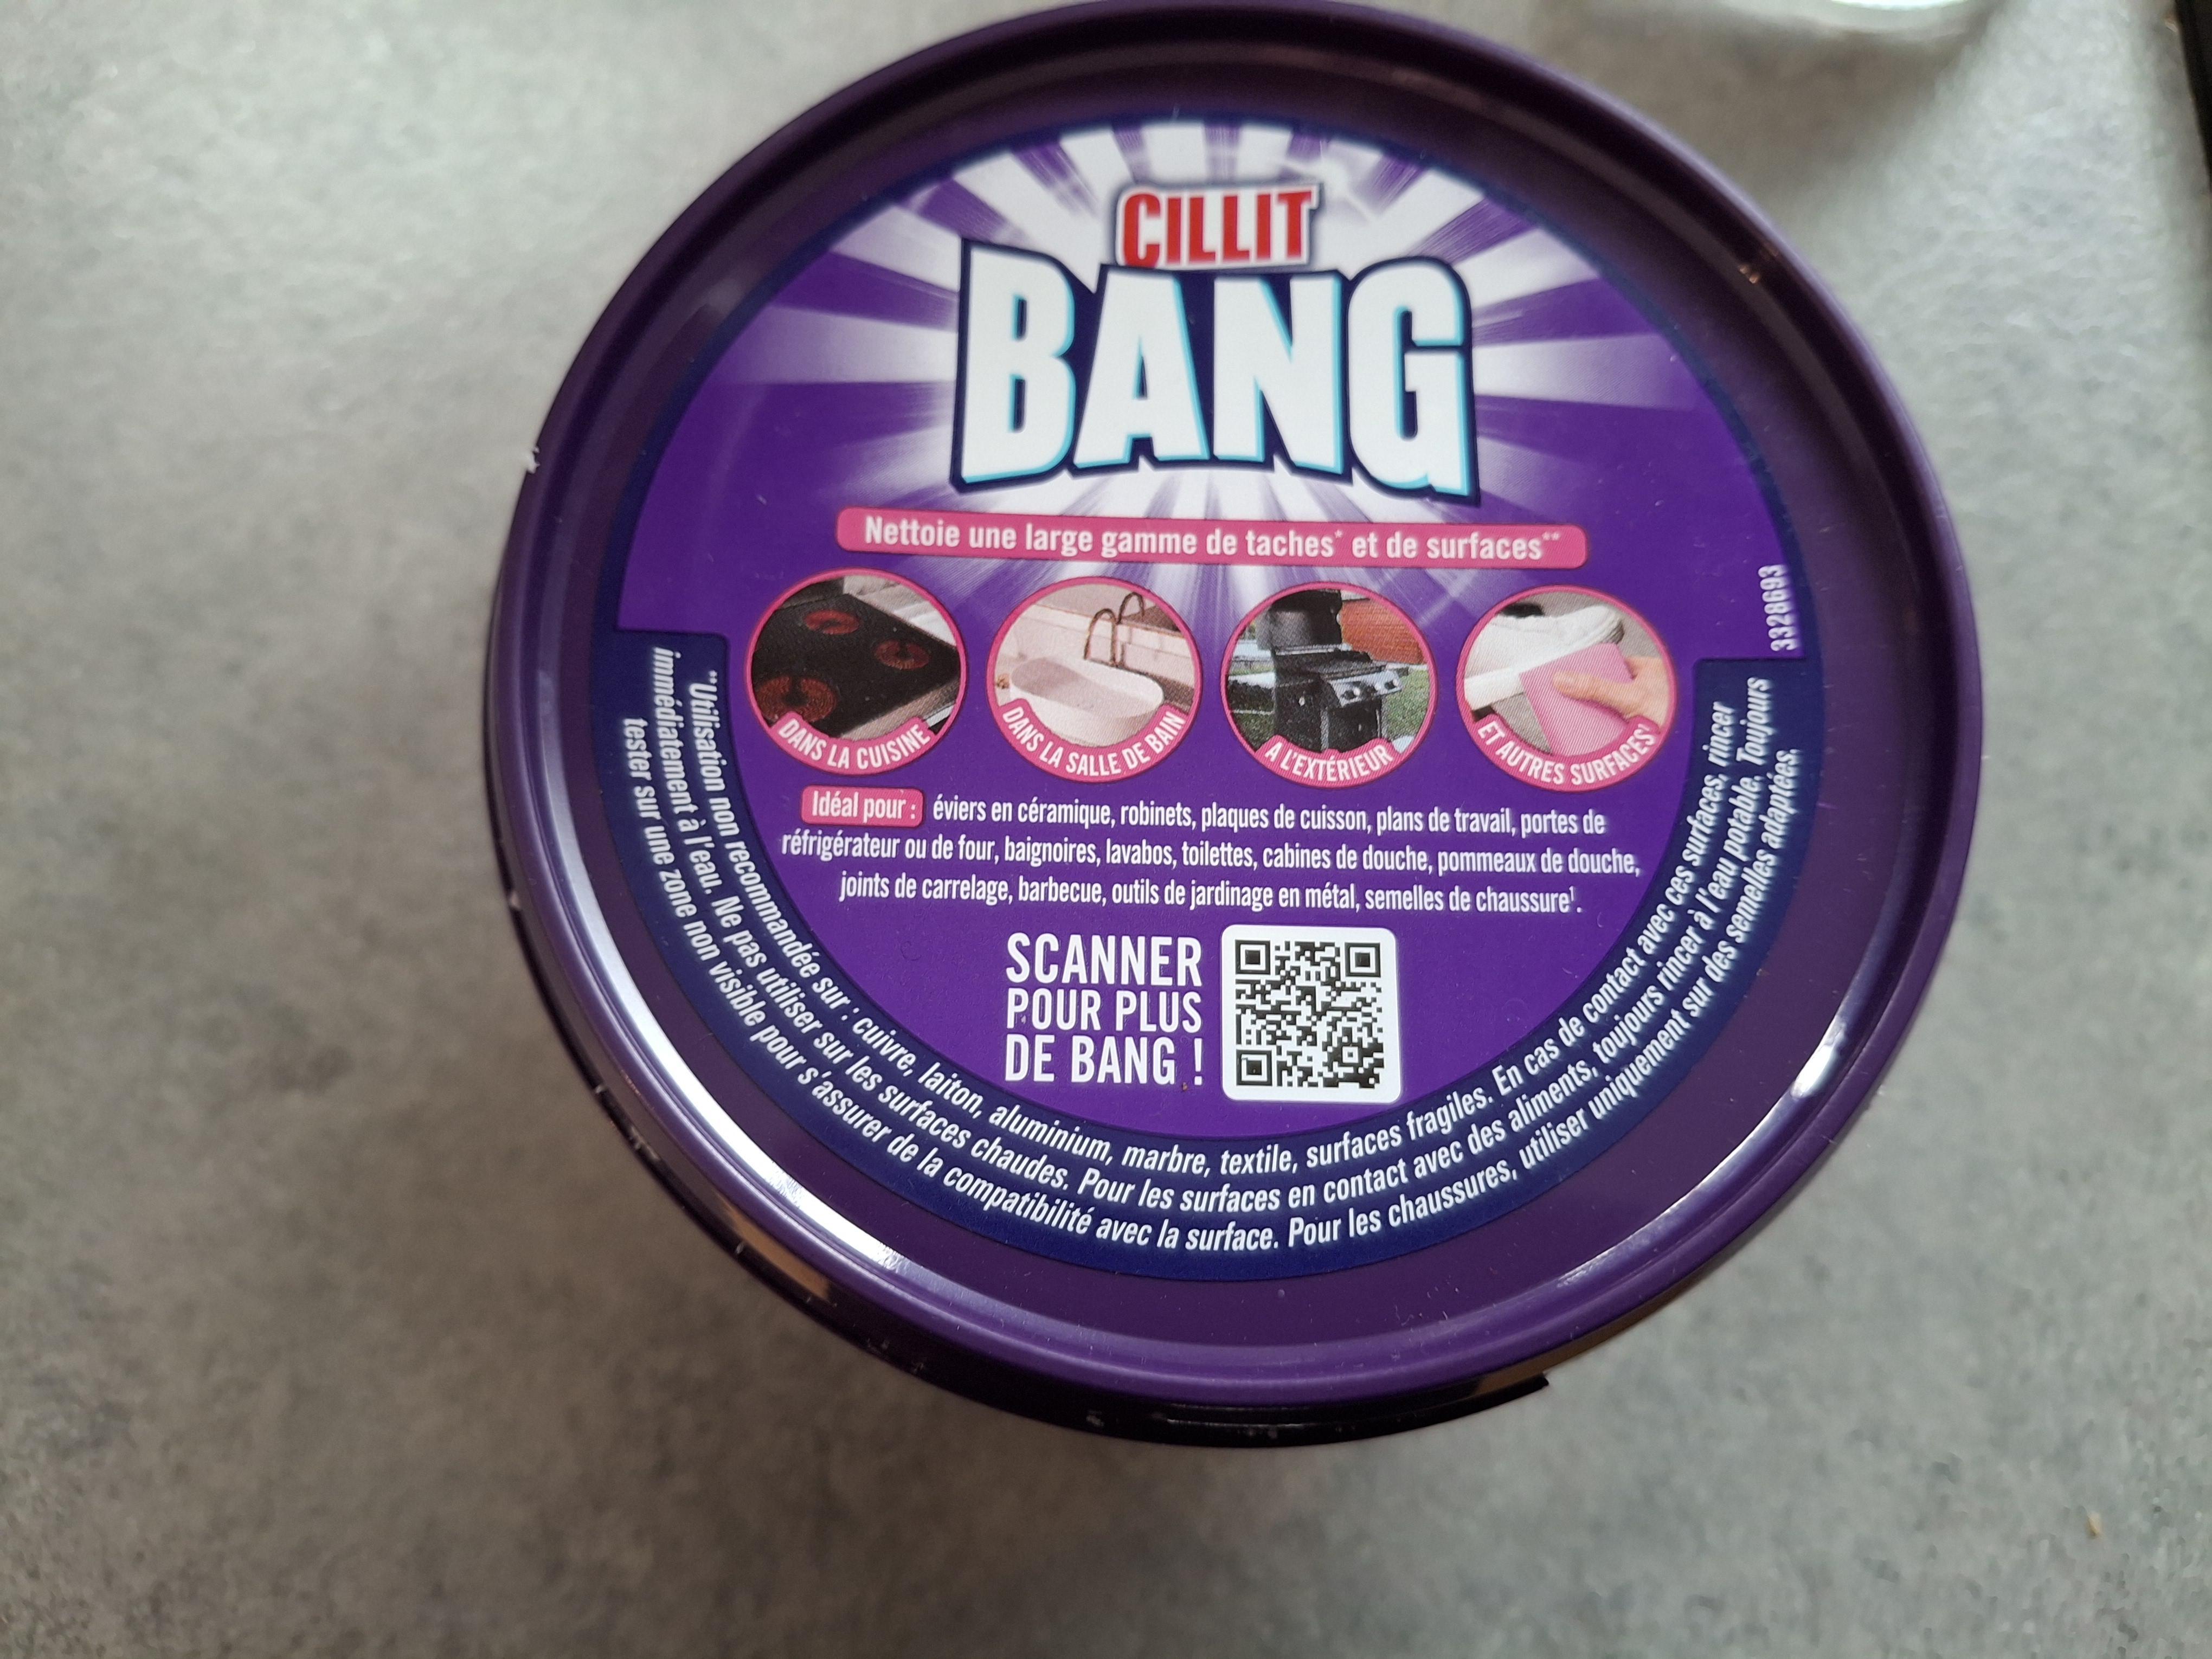 CILLIT
BANG
Nettoie une large gamme de taches* et de surfaces**
DANS LA CUISINE
DANS LA SALLE DE BAIN
A L'EXTÉRIEUR
ET AUTRES SURFACES¹
3328693
Idéal pour : éviers en céramique, robinets, plaques de cuisson, plans de travail, portes de
réfrigérateur ou de four, baignoires, lavabos, toilettes, cabines de douche, pommeaux de douche,
joints de carrelage, barbecue, outils de jardinage en métal, semelles de chaussure¹.
SCANNER
POUR PLUS
DE BANG !
**Utilisation non recommandée sur : cuivre, laiton, aluminium, marbre, textile, surfaces fragiles. En cas de contact avec ces surfaces, rincer
immédiatement à l'eau. Ne pas utiliser sur les surfaces chaudes. Pour les surfaces en contact avec des aliments, toujours rincer à l'eau potable. Toujours
tester sur une zone non visible pour s'assurer de la compatibilité avec la surface. Pour les chaussures, utiliser uniquement sur des semelles adaptées.